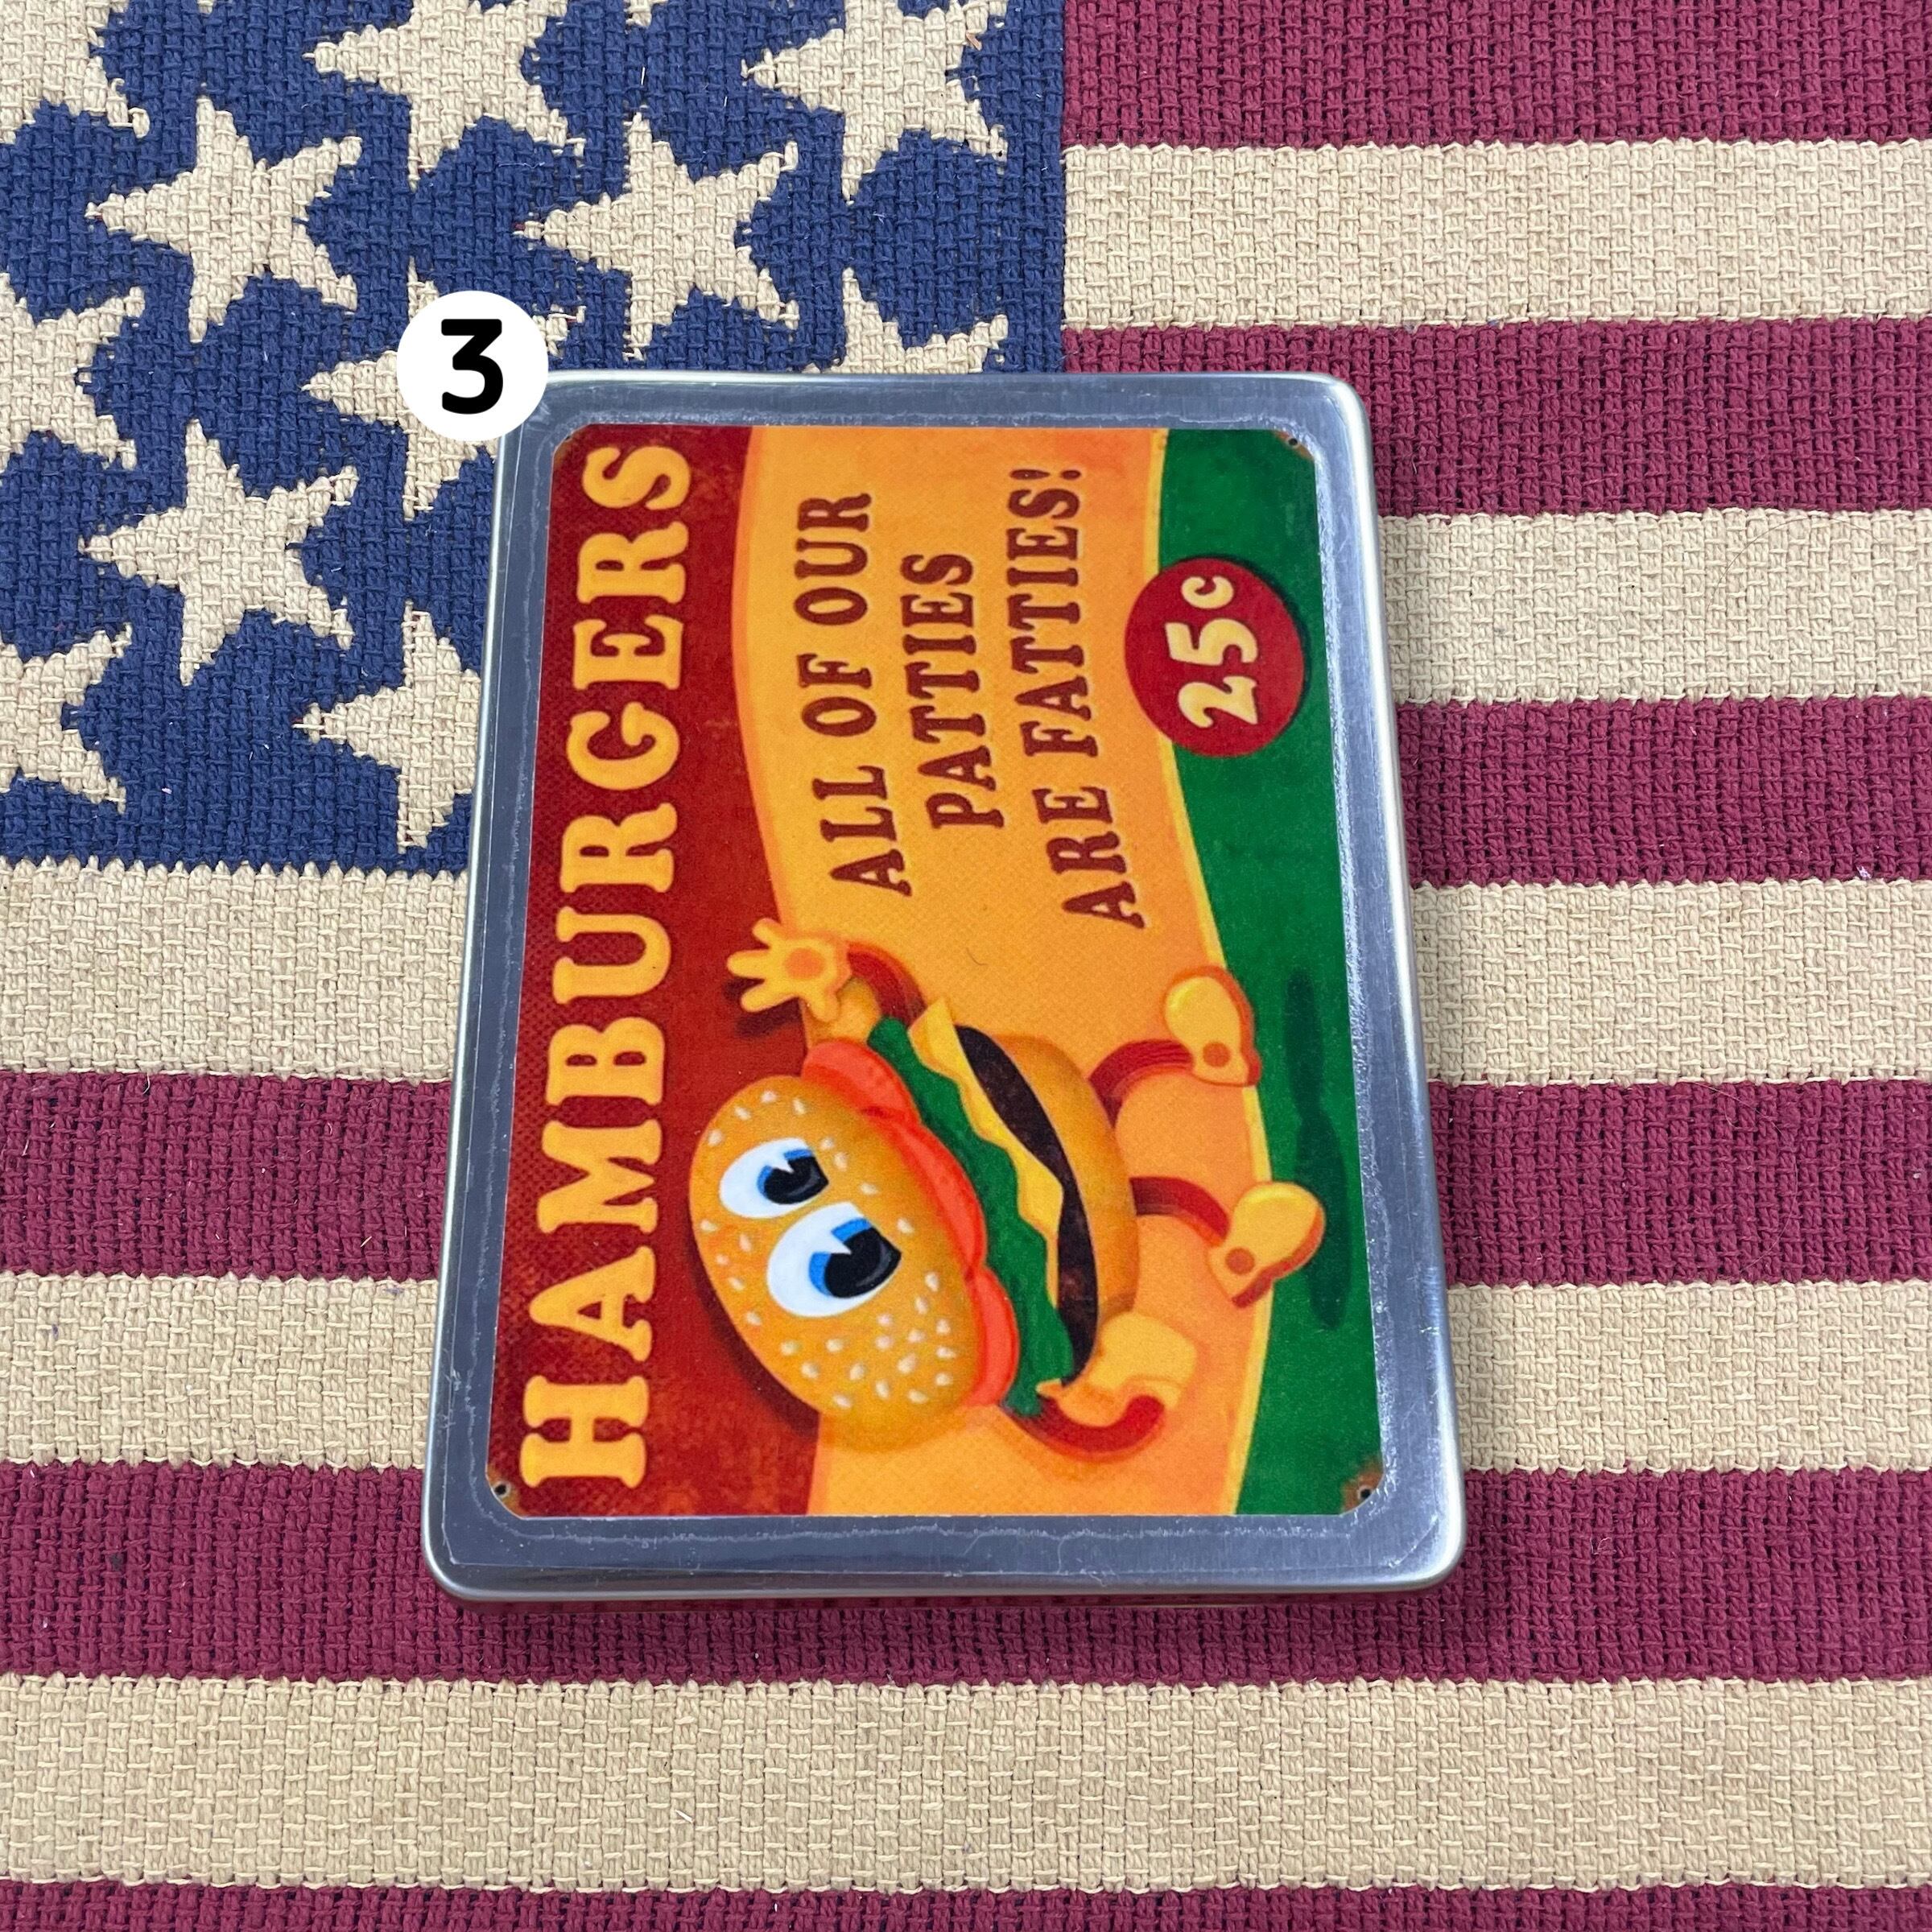 3
HAMBURGERS
ALL OF OUR
PATTIES
ARE FATTIES!
25c